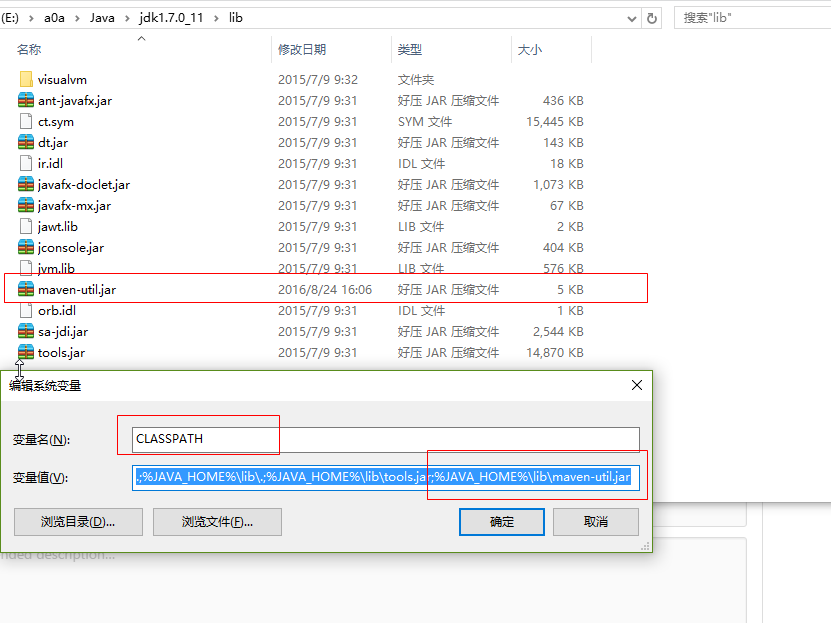 (E:) › a0a › Java › jdk1.7.0_11 › lib
搜索"lib"
名称 修改日期 类型 大小
visualvm 2015/7/9 9:32 文件夹
ant-javafx.jar 2015/7/9 9:31 好压 JAR 压缩文件 436 KB
ct.sym 2015/7/9 9:31 SYM 文件 15,445 KB
dt.jar 2015/7/9 9:31 好压 JAR 压缩文件 143 KB
ir.idl 2015/7/9 9:31 IDL 文件 18 KB
javafx-doclet.jar 2015/7/9 9:31 好压 JAR 压缩文件 1,073 KB
javafx-mx.jar 2015/7/9 9:31 好压 JAR 压缩文件 67 KB
jawt.lib 2015/7/9 9:31 LIB 文件 2 KB
jconsole.jar 2015/7/9 9:31 好压 JAR 压缩文件 404 KB
jvm.lib 2015/7/9 9:31 LIB 文件 576 KB
maven-util.jar 2016/8/24 16:06 好压 JAR 压缩文件 5 KB
orb.idl 2015/7/9 9:31 IDL 文件 1 KB
sa-jdi.jar 2015/7/9 9:31 好压 JAR 压缩文件 2,544 KB
tools.jar 2015/7/9 9:31 好压 JAR 压缩文件 14,870 KB
编辑系统变量
变量名(N): CLASSPATH
变量值(V): .;%JAVA_HOME%\lib\.;%JAVA_HOME%\lib\tools.jar;%JAVA_HOME%\lib\maven-util.jar
浏览目录(D)... 浏览文件(F)... 确定 取消
nded description...